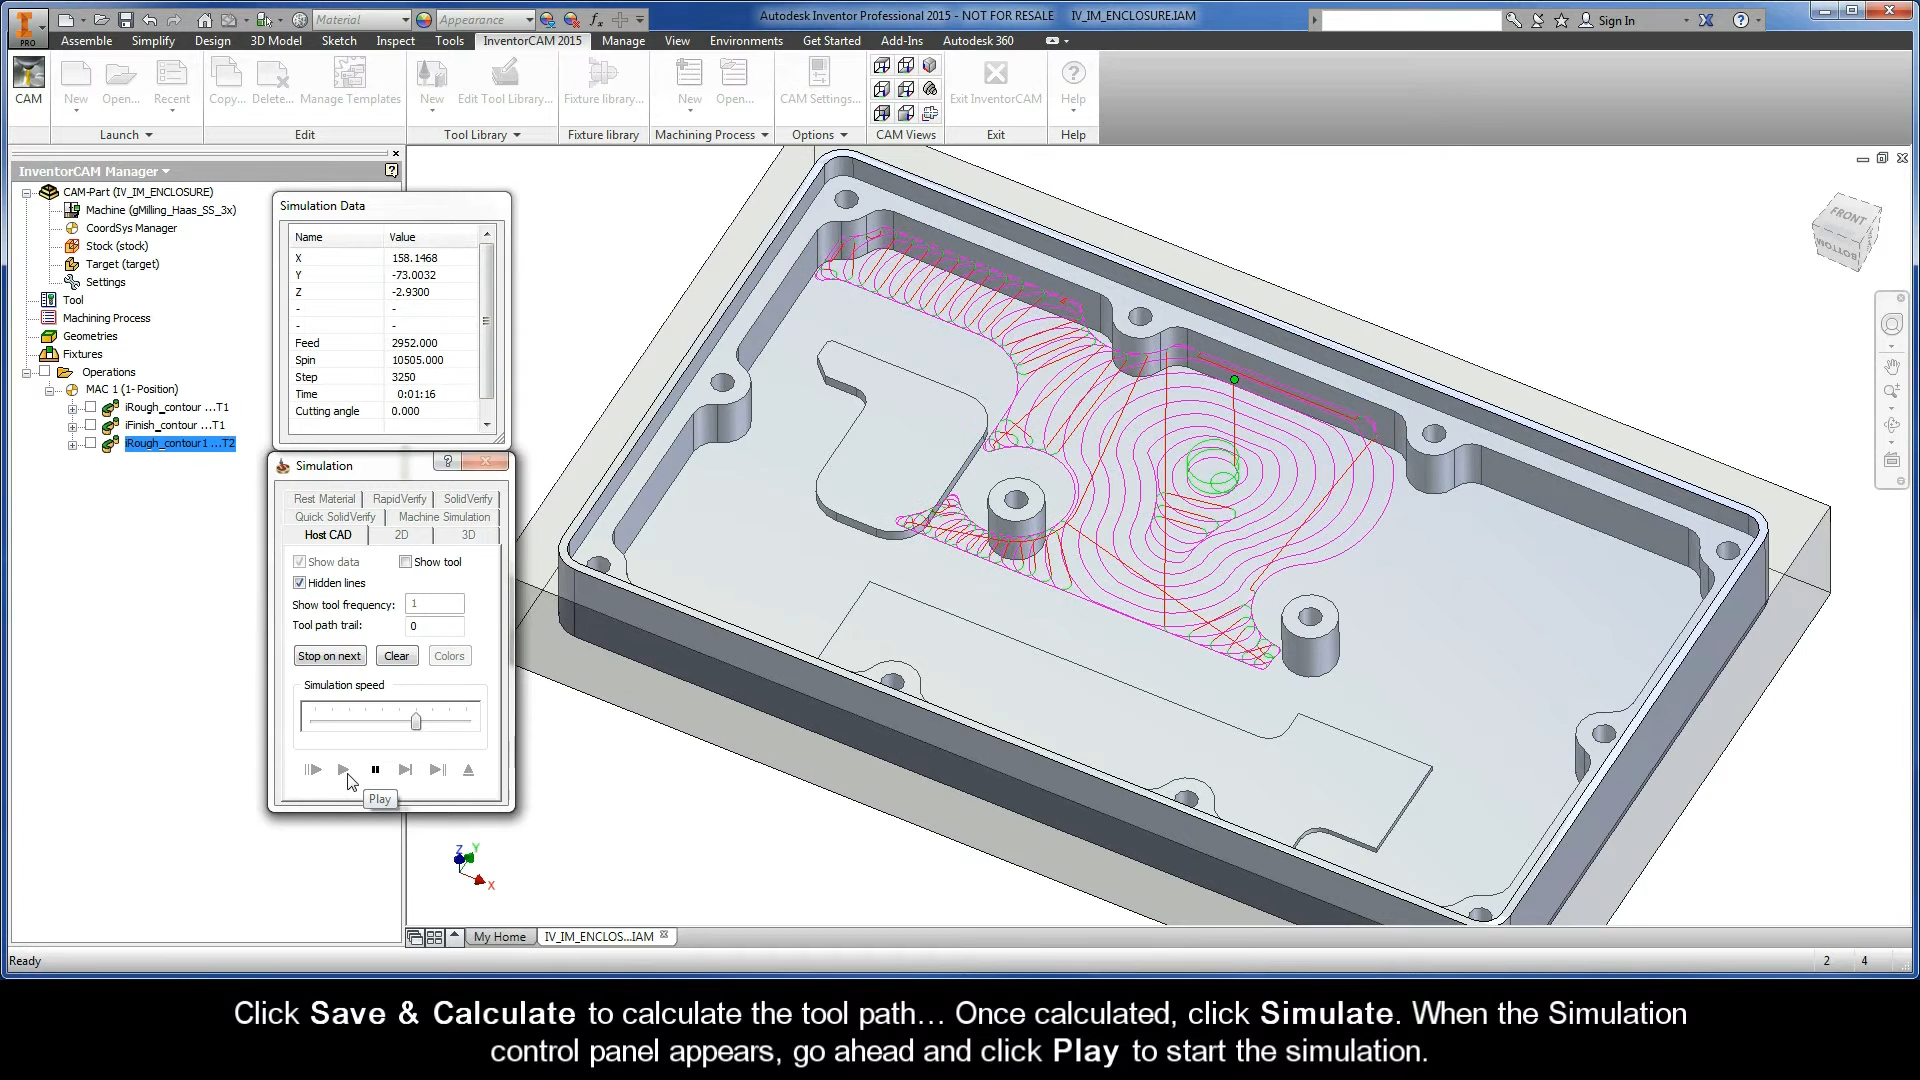 Material
Appearance
Autodesk Inventor Professional 2015 - NOT FOR RESALE IV_IM_ENCLOSURE.IAM
Sign In
PRO
Assemble Simplify Design 3D Model Sketch Inspect Tools InventorCAM 2015 Manage View Environments Get Started Add-Ins Autodesk 360
CAM New Open... Recent Copy... Delete... Manage Templates New Edit Tool Library... Fixture library... New Open... CAM Settings... Exit InventorCAM Help
Launch Edit Tool Library Fixture library Machining Process Options CAM Views Exit Help
InventorCAM Manager
CAM-Part (IV_IM_ENCLOSURE)
Machine (gMilling_Haas_SS_3x)
CoordSys Manager
Stock (stock)
Target (target)
Settings
Tool
Machining Process
Geometries
Fixtures
Operations
MAC 1 (1- Position)
iRough_contour ...T1
iFinish_contour ...T1
iRough_contour1 ...T2
Simulation Data
Name Value
X 158.1468
Y -73.0032
Z -2.9300
- -
- -
Feed 2952.000
Spin 10505.000
Step 3250
Time 0:01:16
Cutting angle 0.000
Simulation
Rest Material RapidVerify SolidVerify
Quick SolidVerify Machine Simulation
Host CAD 2D 3D
Show data Show tool
Hidden lines
Show tool frequency: 1
Tool path trail: 0
Stop on next Clear Colors
Simulation speed
Play
FRONT
BOTTOM
Z Y
X
My Home IV_IM_ENCLOS...IAM
Ready
2 4
Click Save & Calculate to calculate the tool path... Once calculated, click Simulate. When the Simulation
control panel appears, go ahead and click Play to start the simulation.